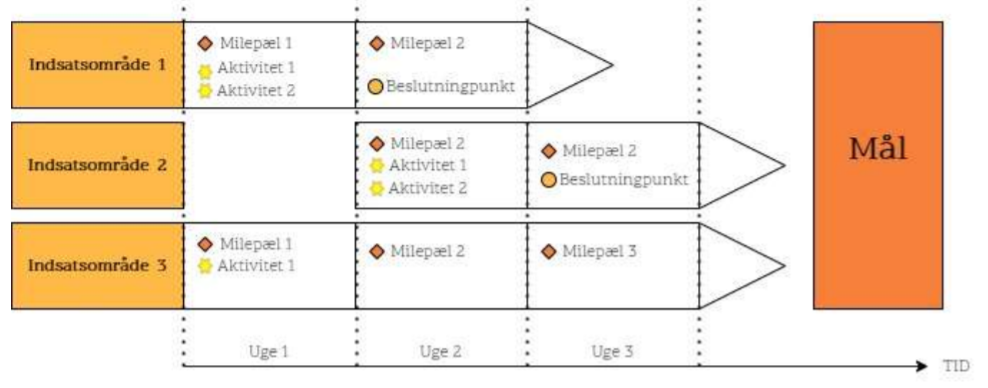 Indsatsområde 1
Milepæl 1
Aktivitet 1
Aktivitet 2
Milepæl 2
Beslutningpunkt
Indsatsområde 2
Milepæl 2
Aktivitet 1
Aktivitet 2
Milepæl 2
Beslutningpunkt
Indsatsområde 3
Milepæl 1
Aktivitet 1
Milepæl 2
Milepæl 3
Mål
Uge 1
Uge 2
Uge 3
TID